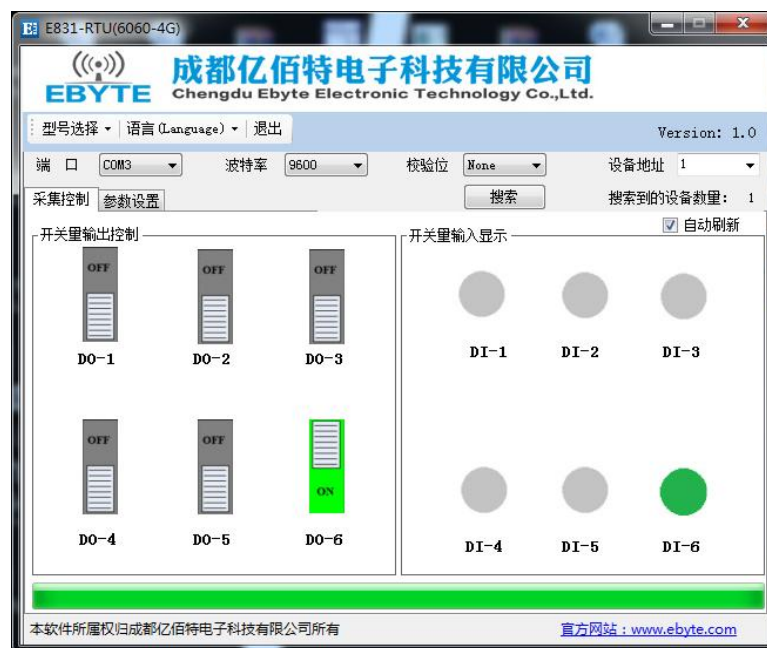 E831-RTU(6060-4G)
EBYTE 成都亿佰特电子科技有限公司
Chengdu Ebyte Electronic Technology Co.,Ltd.
型号选择 语言(Language) 退出
Version: 1.0
端 口 COM3 波特率 9600 校验位 None 设备地址 1
采集控制 参数设置 搜索 搜索到的设备数量: 1
自动刷新
开关量输出控制 开关量输入显示
OFF OFF OFF
DO-1 DO-2 DO-3 DI-1 DI-2 DI-3
OFF OFF
ON
DO-4 DO-5 DO-6 DI-4 DI-5 DI-6
本软件所属权归成都亿佰特电子科技有限公司所有 官方网站：www.ebyte.com